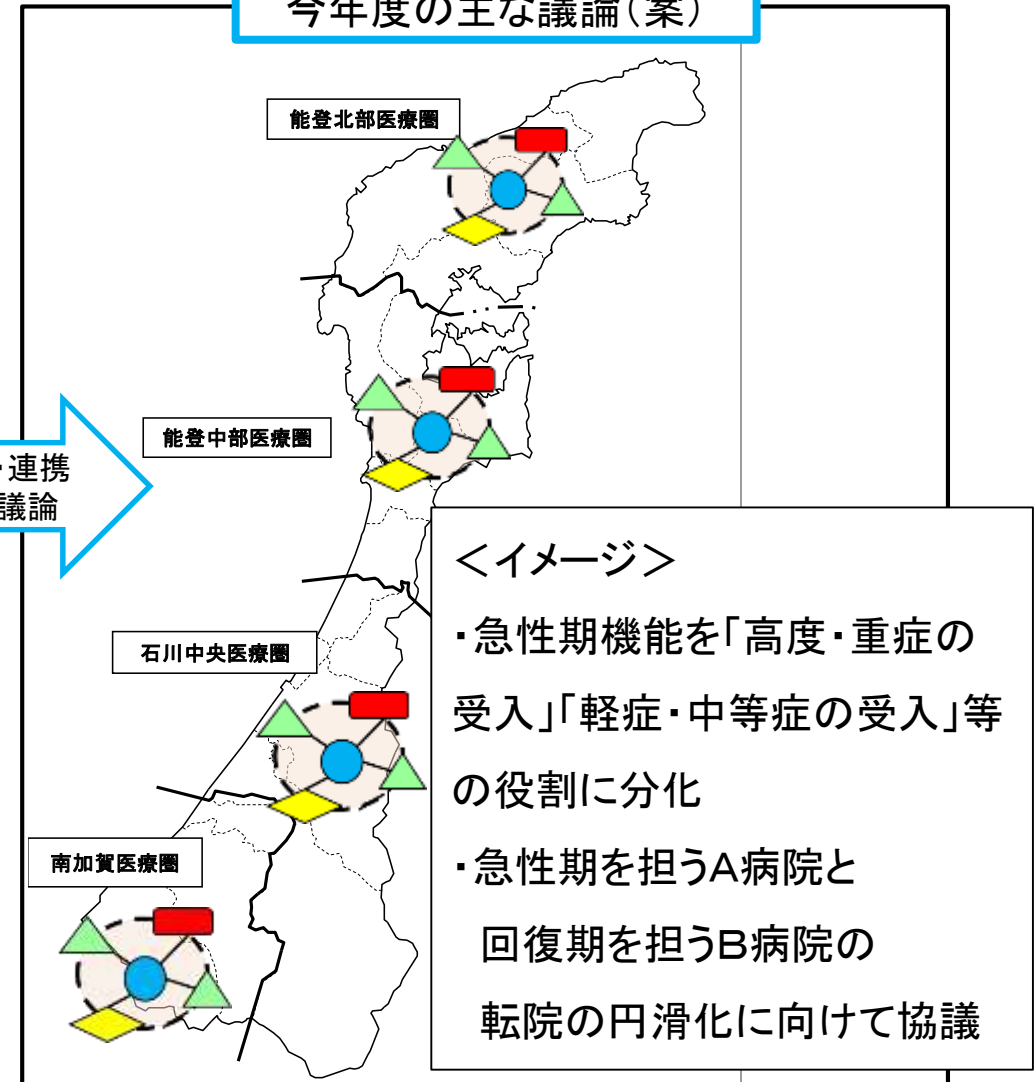 今年度の主な議論（案）
能登北部医療圏
能登中部医療圏
・連携
議論
石川中央医療圏
南加賀医療圏
＜イメージ＞
・急性期機能を「高度・重症の
受入」「軽症・中等症の受入」等
の役割に分化
・急性期を担うＡ病院と
回復期を担うＢ病院の
転院の円滑化に向けて協議